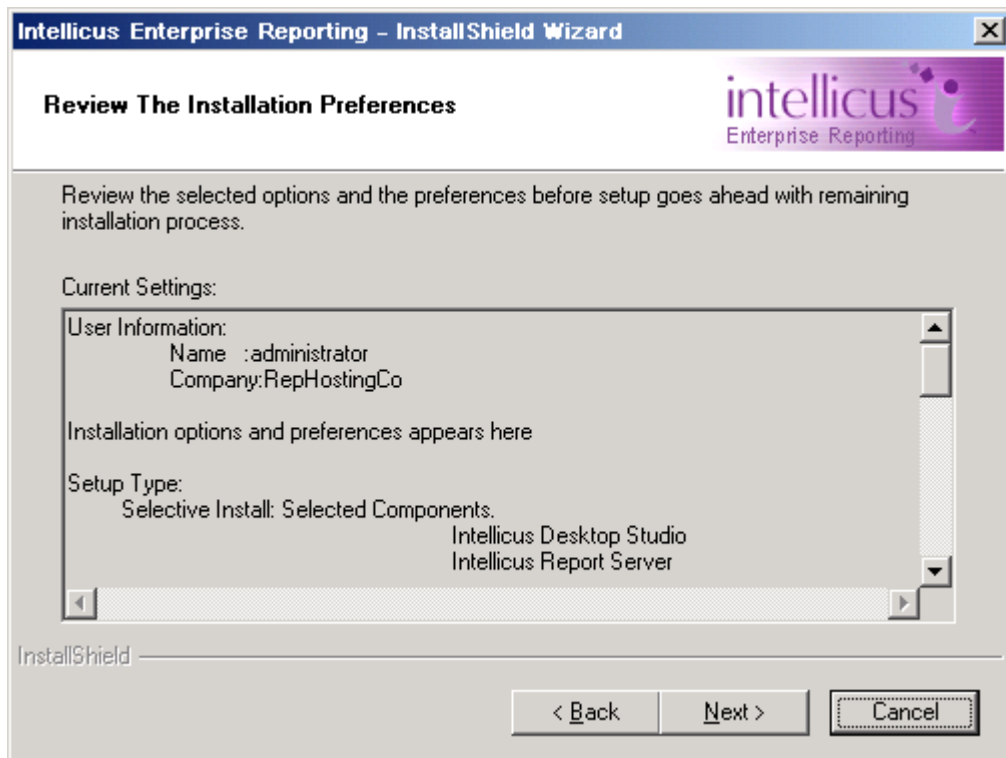 Intellicus Enterprise Reporting - InstallShield Wizard
Review The Installation Preferences
intellicus
Enterprise Reporting
Review the selected options and the preferences before setup goes ahead with remaining
installation process.
Current Settings:
User Information:
Name :administrator
Company:RepHostingCo
Installation options and preferences appears here
Setup Type:
Selective Install: Selected Components.
Intellicus Desktop Studio
Intellicus Report Server
InstallShield
< Back
Next >
Cancel